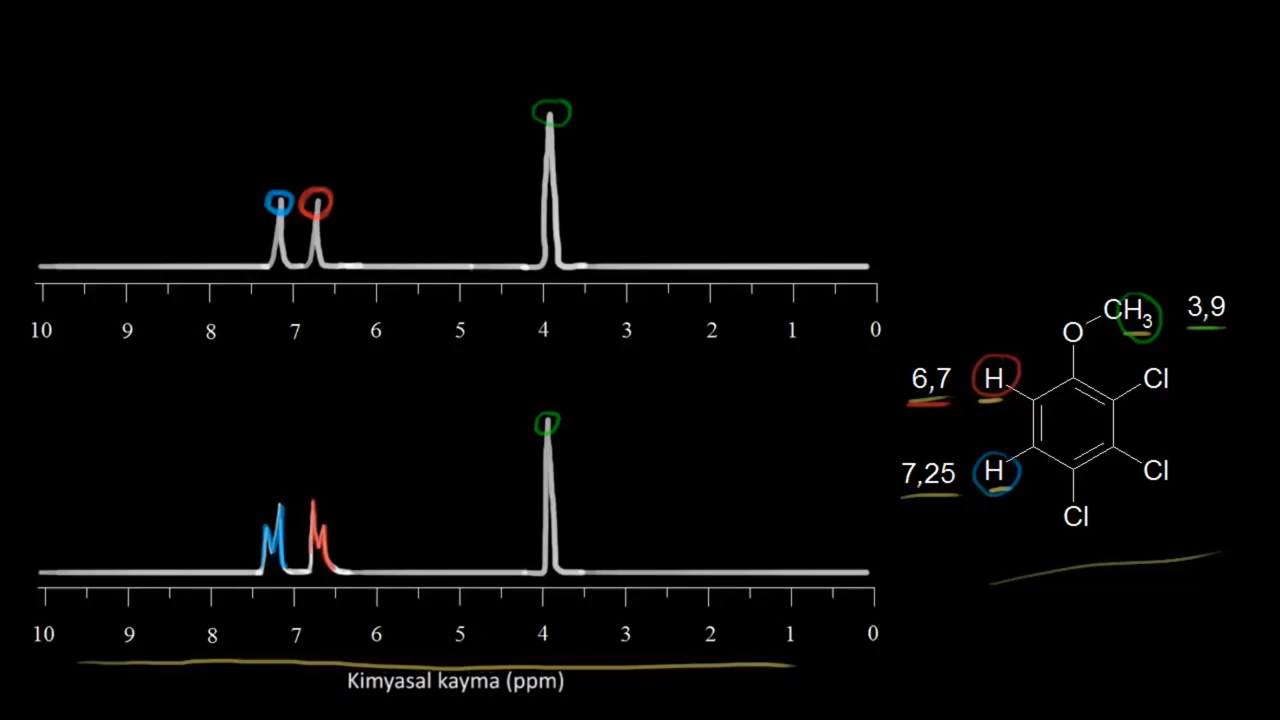 10 9 8 7 6 5 4 3 2 1 0
CH3 3,9
O
6,7 H Cl
7,25 H Cl
Cl
10 9 8 7 6 5 4 3 2 1 0
Kimyasal kayma (ppm)